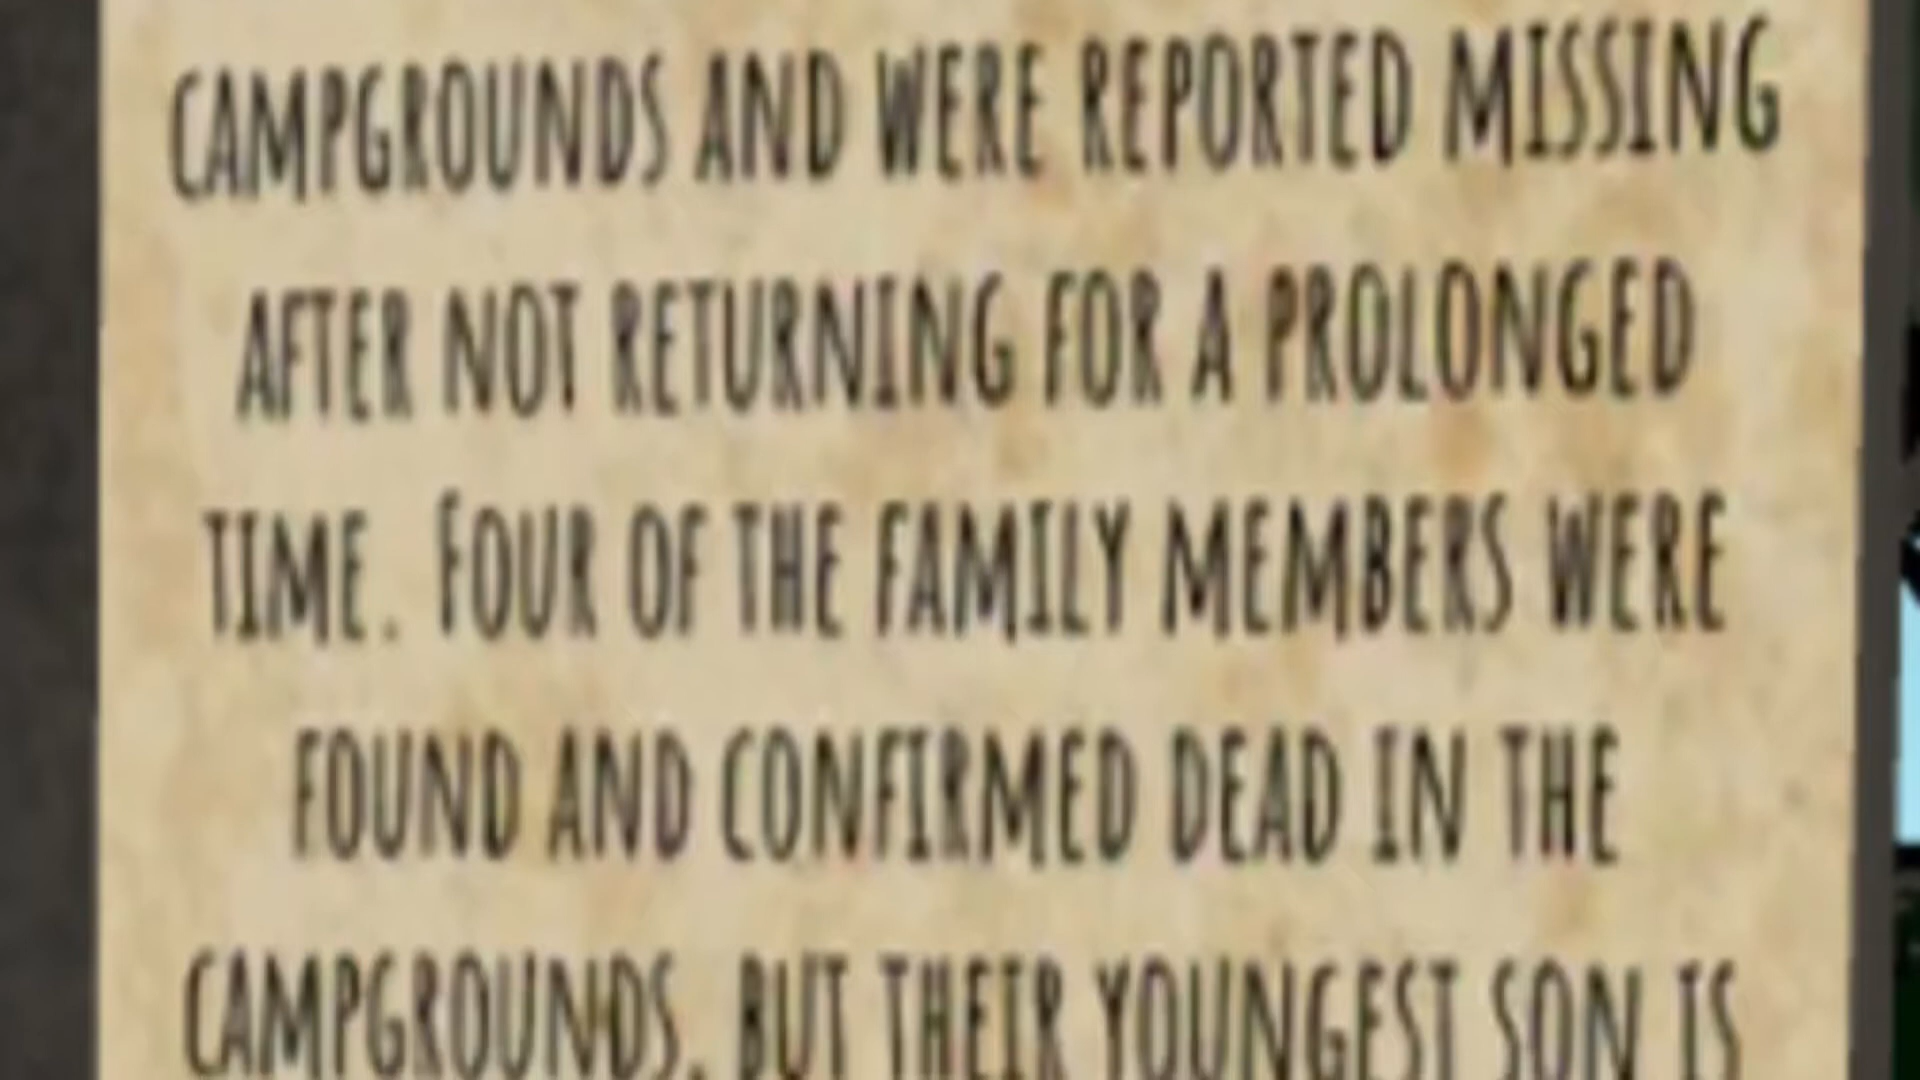 CAMPGROUNDS AND WERE REPORTED MISSING
AFTER NOT RETURNING FOR A PROLONGED
TIME. FOUR OF THE FAMILY MEMBERS WERE
FOUND AND CONFIRMED DEAD IN THE
CAMPGROUNDS, BUT THEIR YOUNGEST SON IS